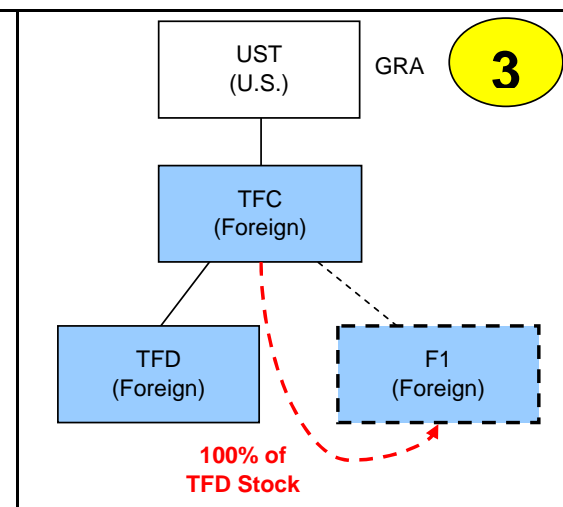 UST
(U.S.)
GRA
3
TFC
(Foreign)
TFD
(Foreign)
F1
(Foreign)
100% of
TFD Stock